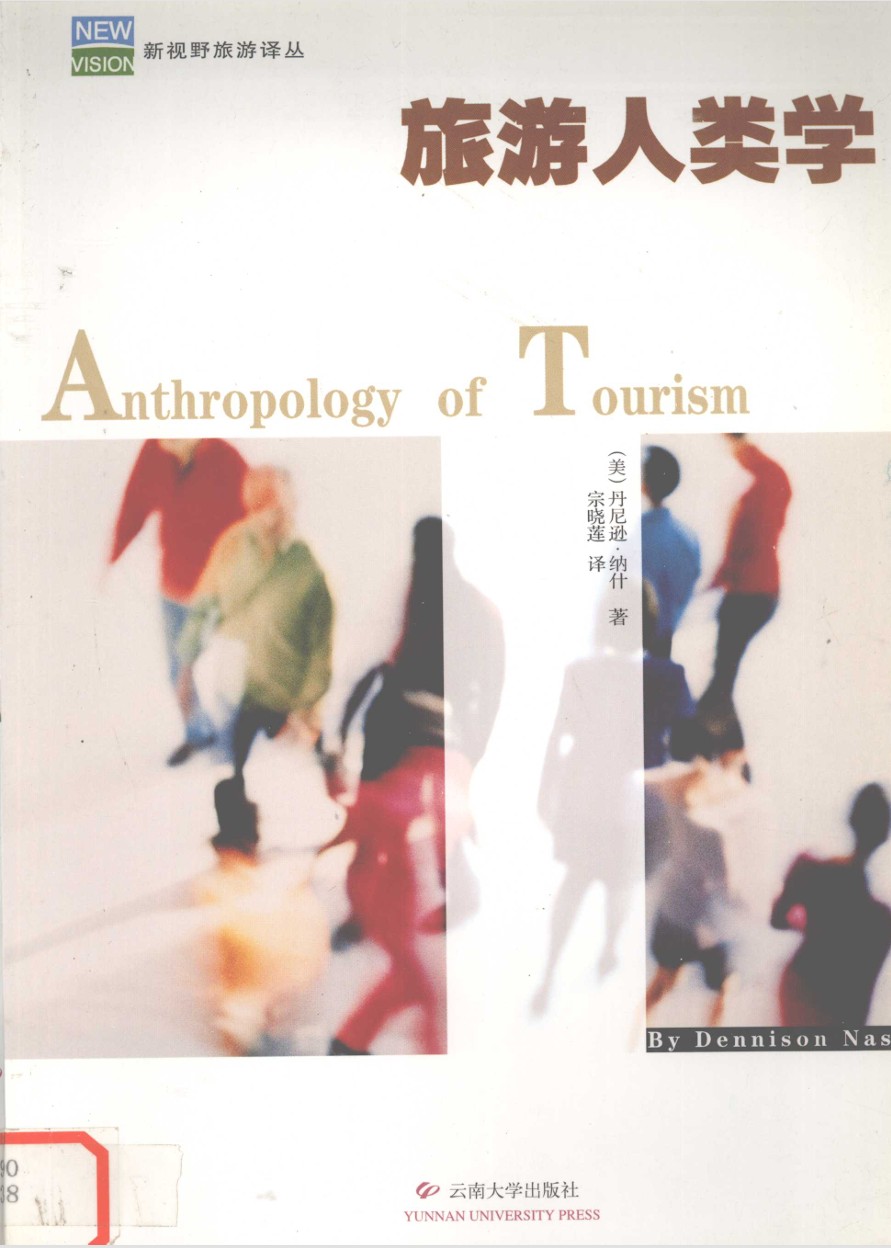 NEW
VISION
新视野旅游译丛
旅游人类学
Anthropology of Tourism
（美）丹尼逊·纳什 著
宗晓莲 译
By Dennison Nas
90
38
云南大学出版社
YUNNAN UNIVERSITY PRESS